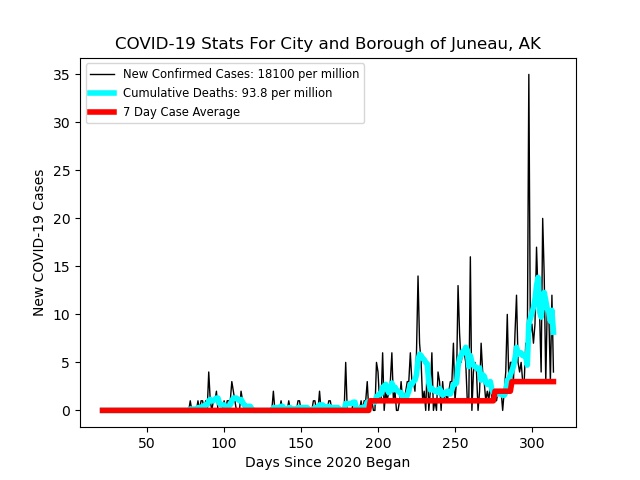 COVID-19 Stats For City and Borough of Juneau, AK
New Confirmed Cases: 18100 per million
Cumulative Deaths: 93.8 per million
7 Day Case Average
New COVID-19 Cases
35
30
25
20
15
10
5
0
50 100 150 200 250 300
Days Since 2020 Began